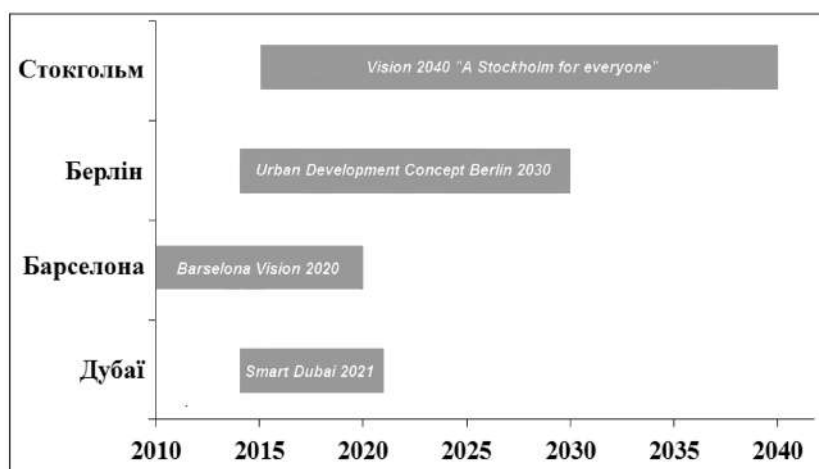 Стокгольм
Vision 2040 "A Stockholm for everyone"
Берлін
Urban Development Concept Berlin 2030
Барселона
Barselona Vision 2020
Дубаї
Smart Dubai 2021
2010 2015 2020 2025 2030 2035 2040